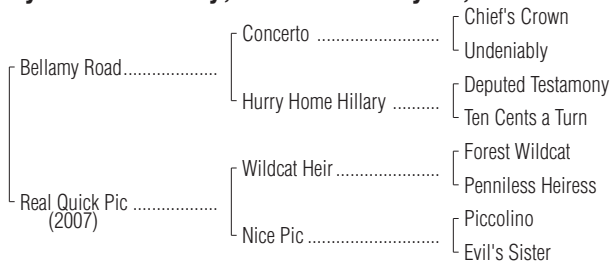 Chief's Crown
Concerto ........................
Undeniably
Bellamy Road...................
Deputed Testamony
Hurry Home Hillary ..........
Ten Cents a Turn
Forest Wildcat
Wildcat Heir .....................
Penniless Heiress
Real Quick Pic .................
(2007)
Piccolino
Nice Pic ...........................
Evil's Sister